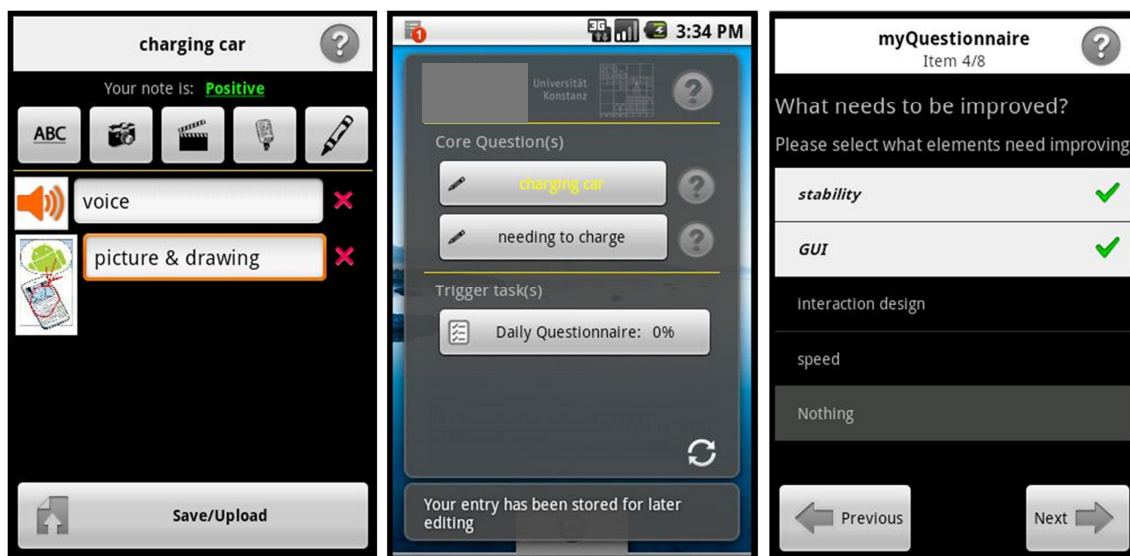 charging car
?
Your note is: Positive
ABC
voice
picture & drawing
Save/Upload
1
3G
3:34 PM
Universität
Konstanz
?
Core Question(s)
charging car
?
needing to charge
?
Trigger task(s)
Daily Questionnaire: 0%
Your entry has been stored for later
editing
myQuestionnaire
Item 4/8
?
What needs to be improved?
Please select what elements need improving
stability
GUI
interaction design
speed
Nothing
Previous
Next